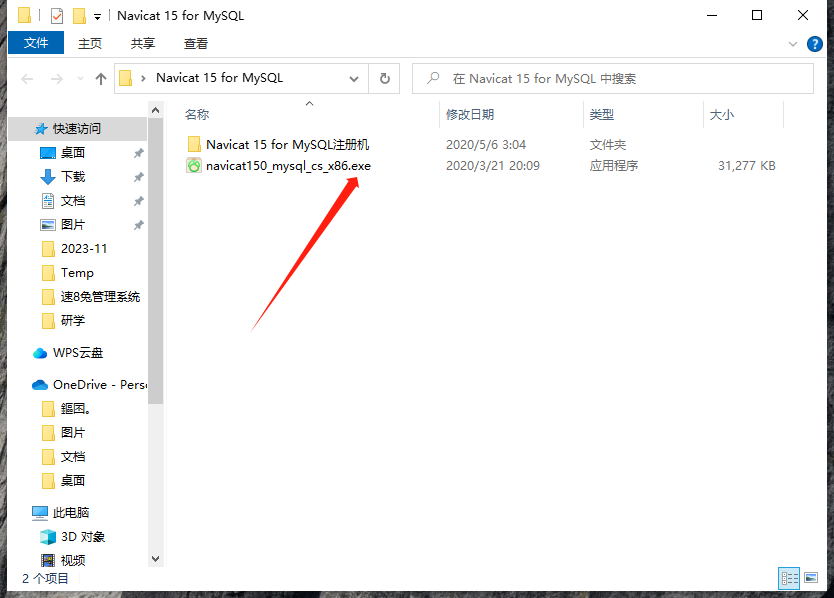 Navicat 15 for MySQL
文件 主页 共享 查看
Navicat 15 for MySQL 在 Navicat 15 for MySQL 中搜索
名称 修改日期 类型 大小
Navicat 15 for MySQL注册机 2020/5/6 3:04 文件夹
navicat150_mysql_cs_x86.exe 2020/3/21 20:09 应用程序 31,277 KB
快速访问
桌面
下载
文档
图片
2023-11
Temp
速8免管理系统
研学
WPS云盘
OneDrive - Pers
鏂囨。
图片
文档
桌面
此电脑
3D 对象
视频
2 个项目